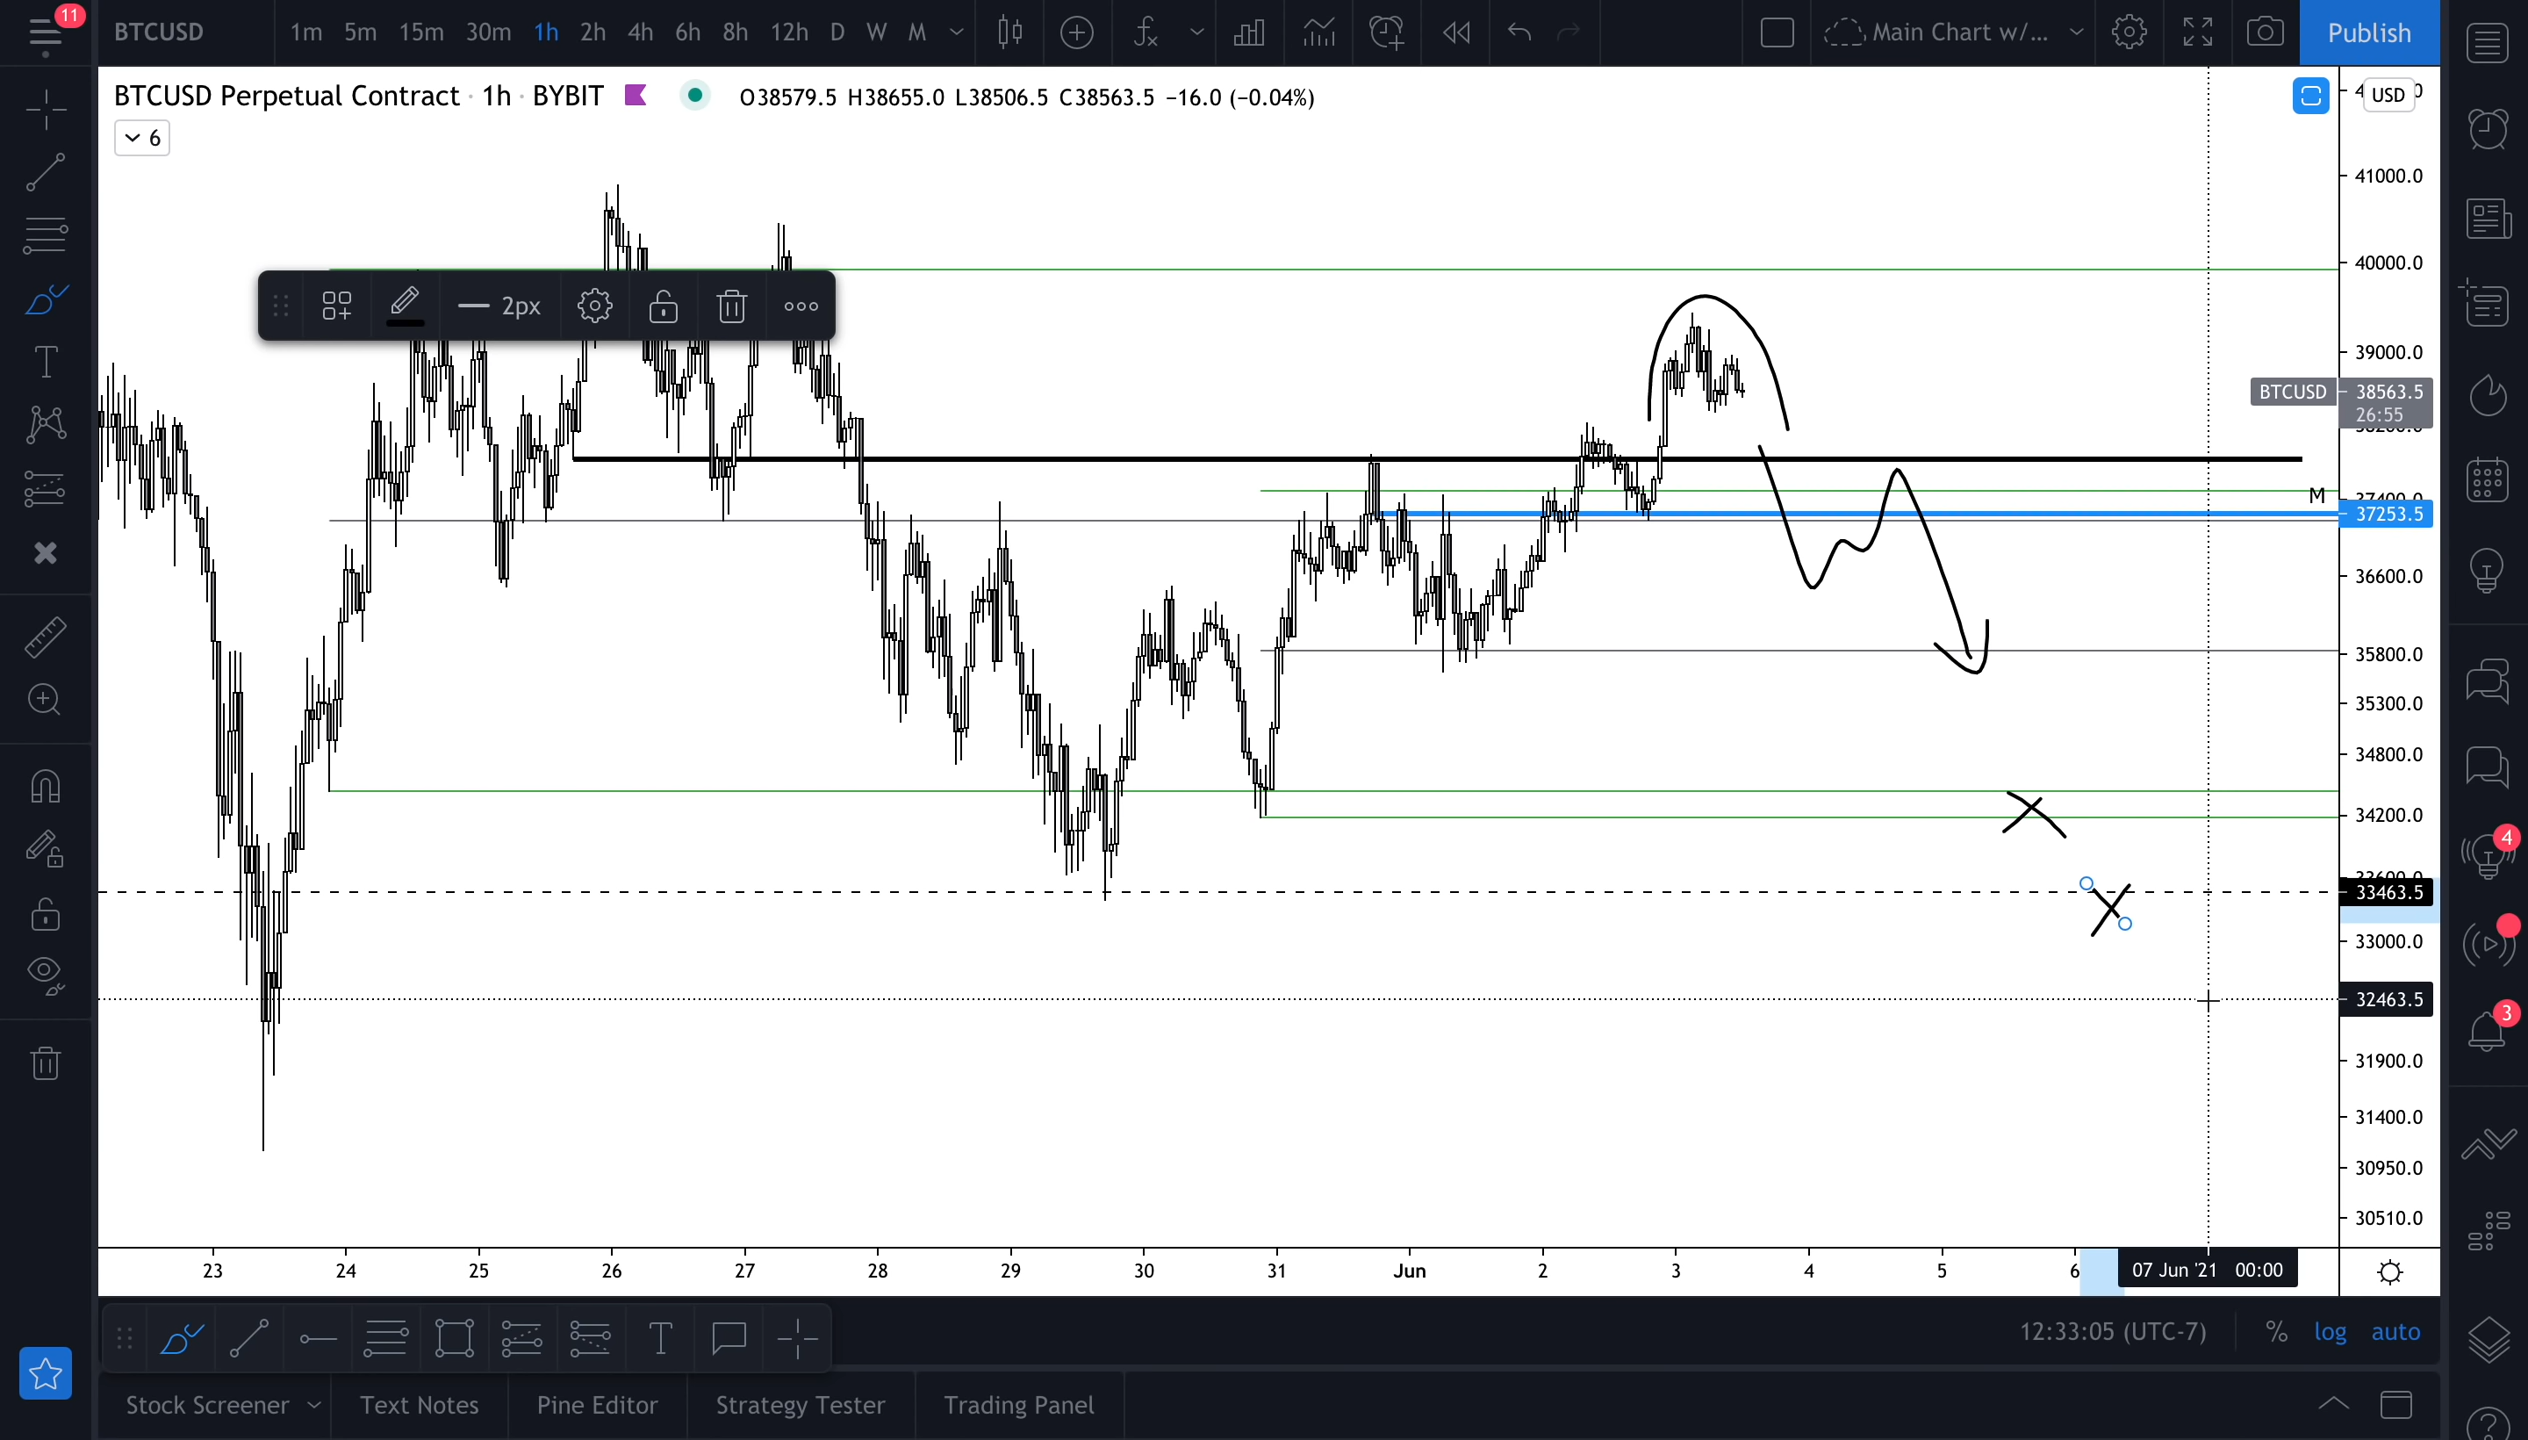 11
BTCUSD
1m 5m 15m 30m 1h 2h 4h 6h 8h 12h D W M
Main Chart w/...
Publish
BTCUSD Perpetual Contract · 1h · BYBIT
O38579.5 H38655.0 L38506.5 C38563.5 −16.0 (−0.04%)
USD
6
41000.0
40000.0
2px
39000.0
BTCUSD 38563.5
26:55
M
37400.0
37253.5
36600.0
35800.0
35300.0
34800.0
34200.0
4
33463.5
33000.0
32463.5
3
31900.0
31400.0
30950.0
30510.0
23 24 25 26 27 28 29 30 31 Jun 2 3 4 5 6
07 Jun '21 00:00
12:33:05 (UTC-7)
% log auto
Stock Screener Text Notes Pine Editor Strategy Tester Trading Panel